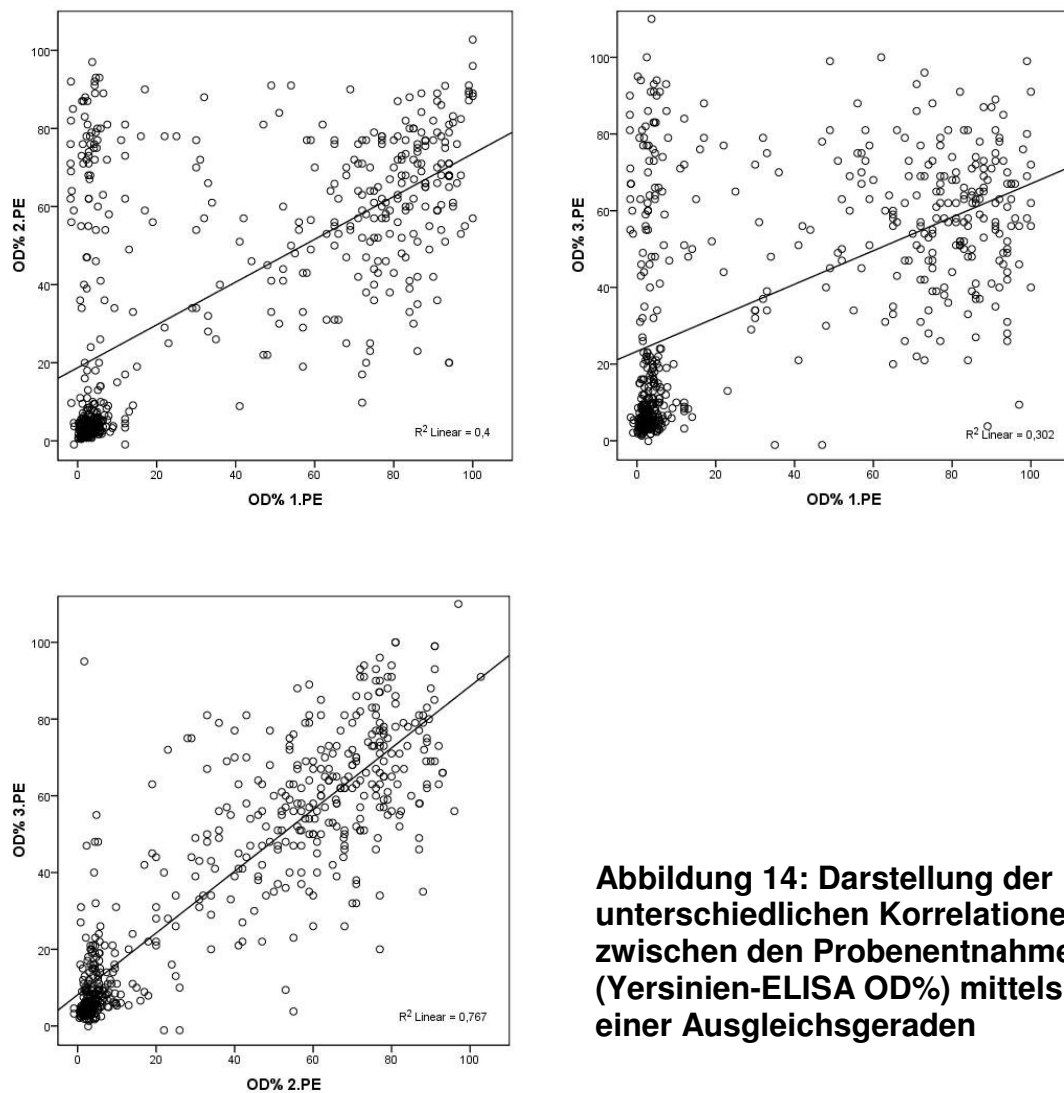 100
80
60
40
20
0
OD% 2.PE
R² Linear = 0,4
0 20 40 60 80 100
OD% 1.PE
100
80
60
40
20
0
OD% 3.PE
R² Linear = 0,302
0 20 40 60 80 100
OD% 1.PE
100
80
60
40
20
0
OD% 3.PE
R² Linear = 0,767
0 20 40 60 80 100
OD% 2.PE
Abbildung 14: Darstellung der
unterschiedlichen Korrelatione
zwischen den Probenentnahme
(Yersinien-ELISA OD%) mittels
einer Ausgleichsgeraden